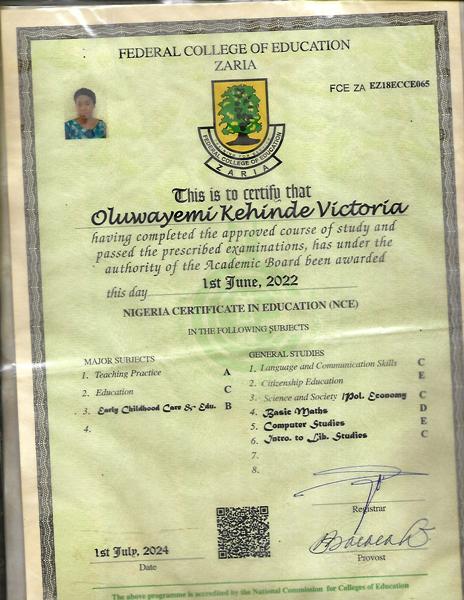 FEDERAL COLLEGE OF EDUCATION
ZARIA
FCE ZA EZ18ECCE065
FEDERAL COLLEGE OF EDUCATION
ZARIA
This is to certify that
Oluwayemi Kehinde Victoria
having completed the approved course of study and
passed the prescribed examinations, has under the
authority of the Academic Board been awarded
this day 1st June, 2022
NIGERIA CERTIFICATE IN EDUCATION (NCE)
IN THE FOLLOWING SUBJECTS
MAJOR SUBJECTS
1. Teaching Practice A
2. Education C
3. Early Childhood Care & Edu. B
4.
GENERAL STUDIES
1. Language and Communication Skills C
2. Citizenship Education E
3. Science and Society /Pol. Economy C
4. Basic Maths D
5. Computer Studies E
6. Intro. to Lib. Studies C
7.
8.
Registrar
1st July, 2024
Date
Provost
The above programme is accredited by the National Commission for Colleges of Education